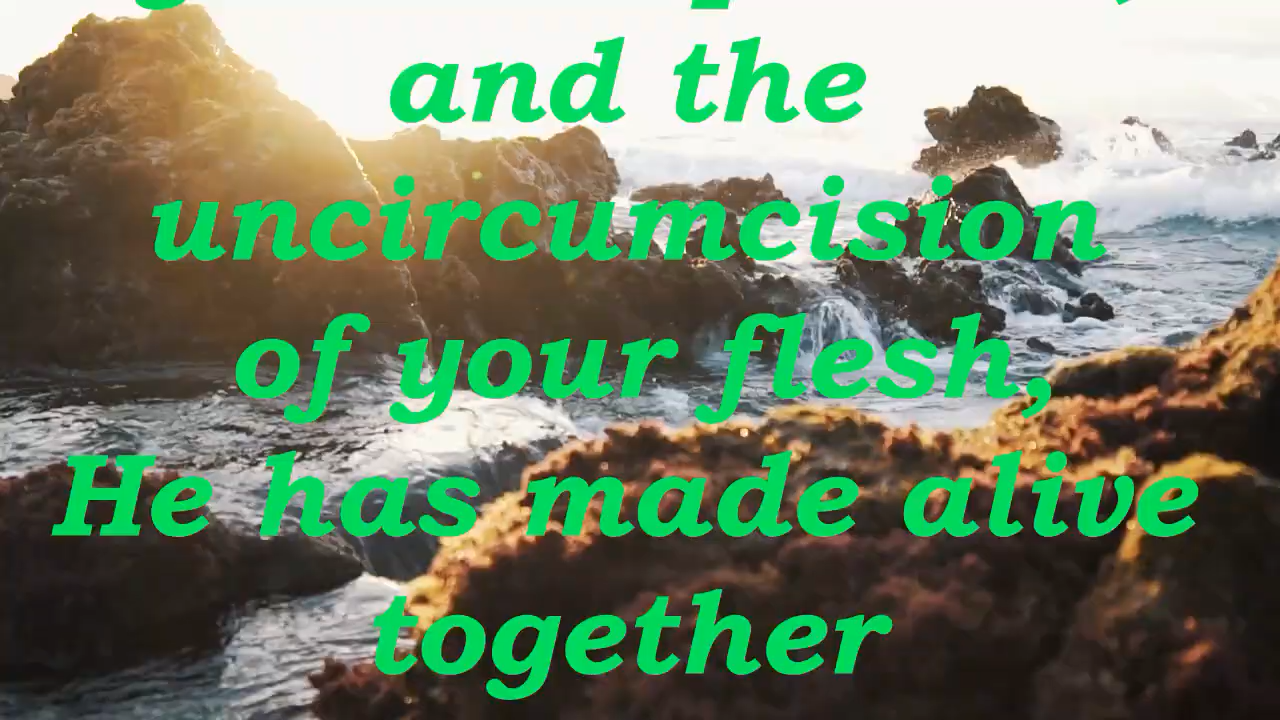 and the
uncircumcision
of your flesh,
He has made alive
together